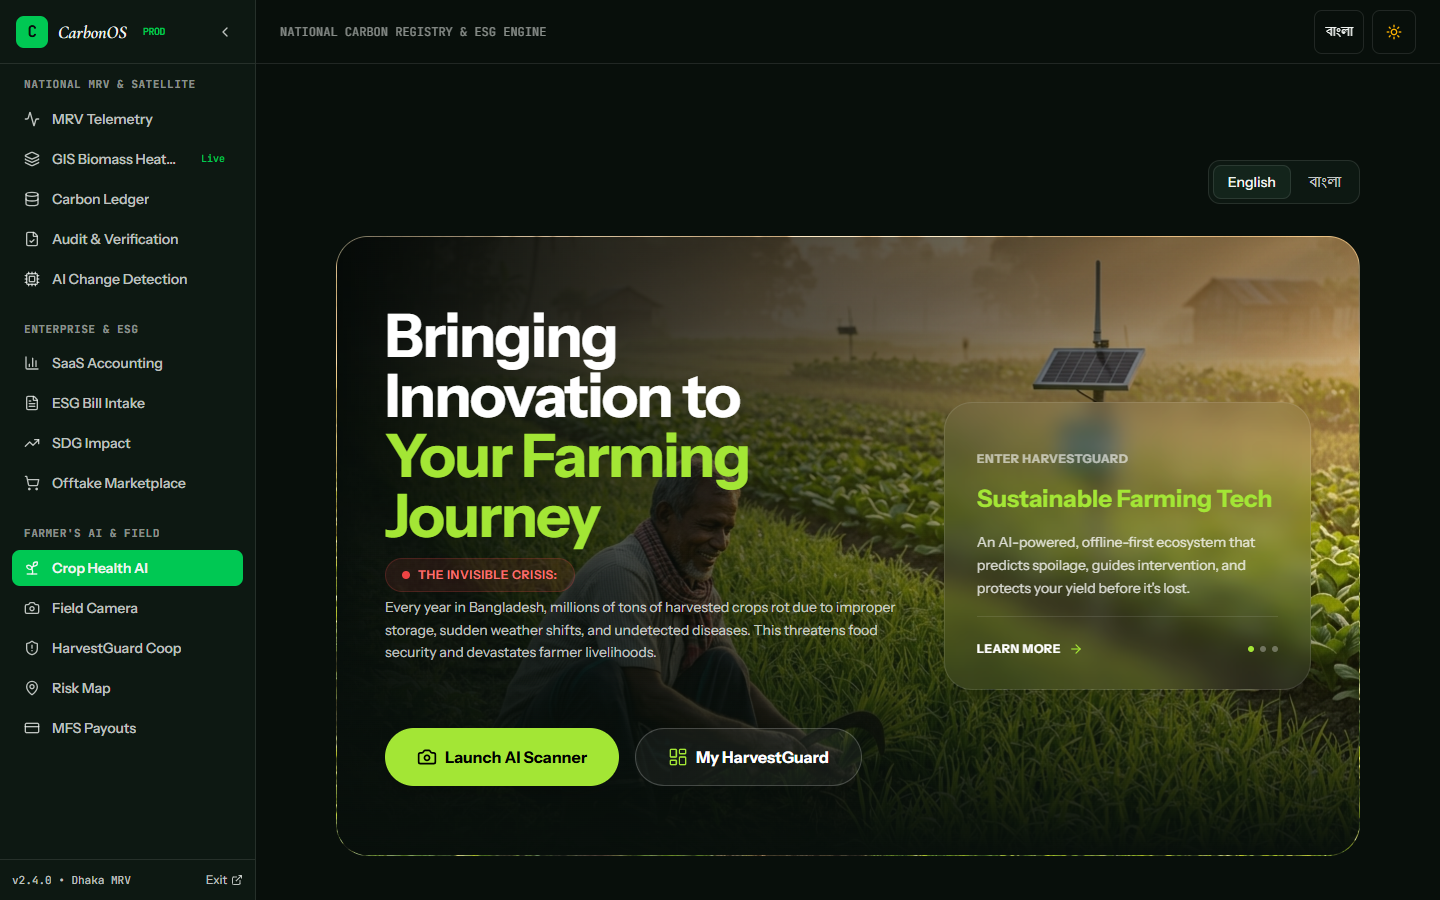 C CarbonOS PROD
NATIONAL CARBON REGISTRY & ESG ENGINE
বাংলা
NATIONAL MRV & SATELLITE
MRV Telemetry
GIS Biomass Heat... Live
Carbon Ledger
Audit & Verification
AI Change Detection
ENTERPRISE & ESG
SaaS Accounting
ESG Bill Intake
SDG Impact
Offtake Marketplace
FARMER'S AI & FIELD
Crop Health AI
Field Camera
HarvestGuard Coop
Risk Map
MFS Payouts
v2.4.0 • Dhaka MRV Exit
English বাংলা
Bringing
Innovation to
Your Farming
Journey
THE INVISIBLE CRISIS:
Every year in Bangladesh, millions of tons of harvested crops rot due to improper
storage, sudden weather shifts, and undetected diseases. This threatens food
security and devastates farmer livelihoods.
Launch AI Scanner
My HarvestGuard
ENTER HARVESTGUARD
Sustainable Farming Tech
An AI-powered, offline-first ecosystem that
predicts spoilage, guides intervention, and
protects your yield before it's lost.
LEARN MORE →